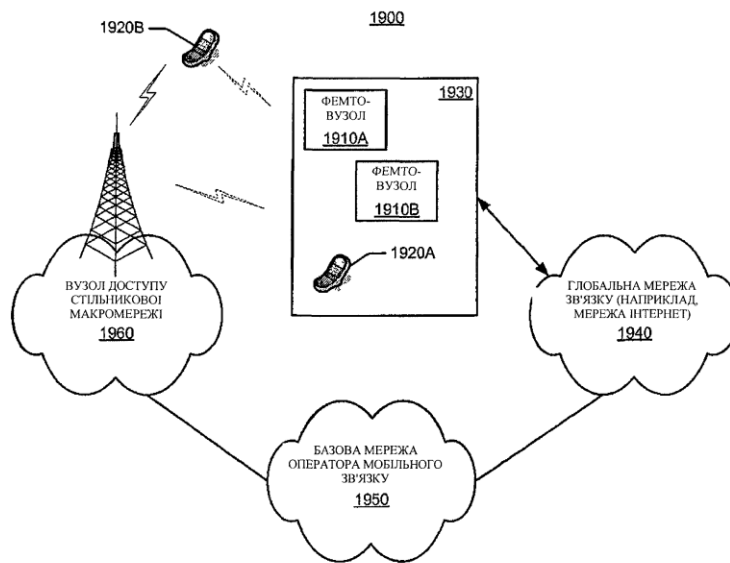 1920B
1900
1930
ФЕМТО-
ВУЗОЛ
1910A
ФЕМТО-
ВУЗОЛ
1910B
1920A
ВУЗОЛ ДОСТУПУ
СТІЛЬНИКОВОЇ
МАКРОМЕРЕЖІ
1960
ГЛОБАЛЬНА МЕРЕЖА
ЗВ'ЯЗКУ (НАПРИКЛАД,
МЕРЕЖА ІНТЕРНЕТ)
1940
БАЗОВА МЕРЕЖА
ОПЕРАТОРА МОБІЛЬНОГО
ЗВ'ЯЗКУ
1950